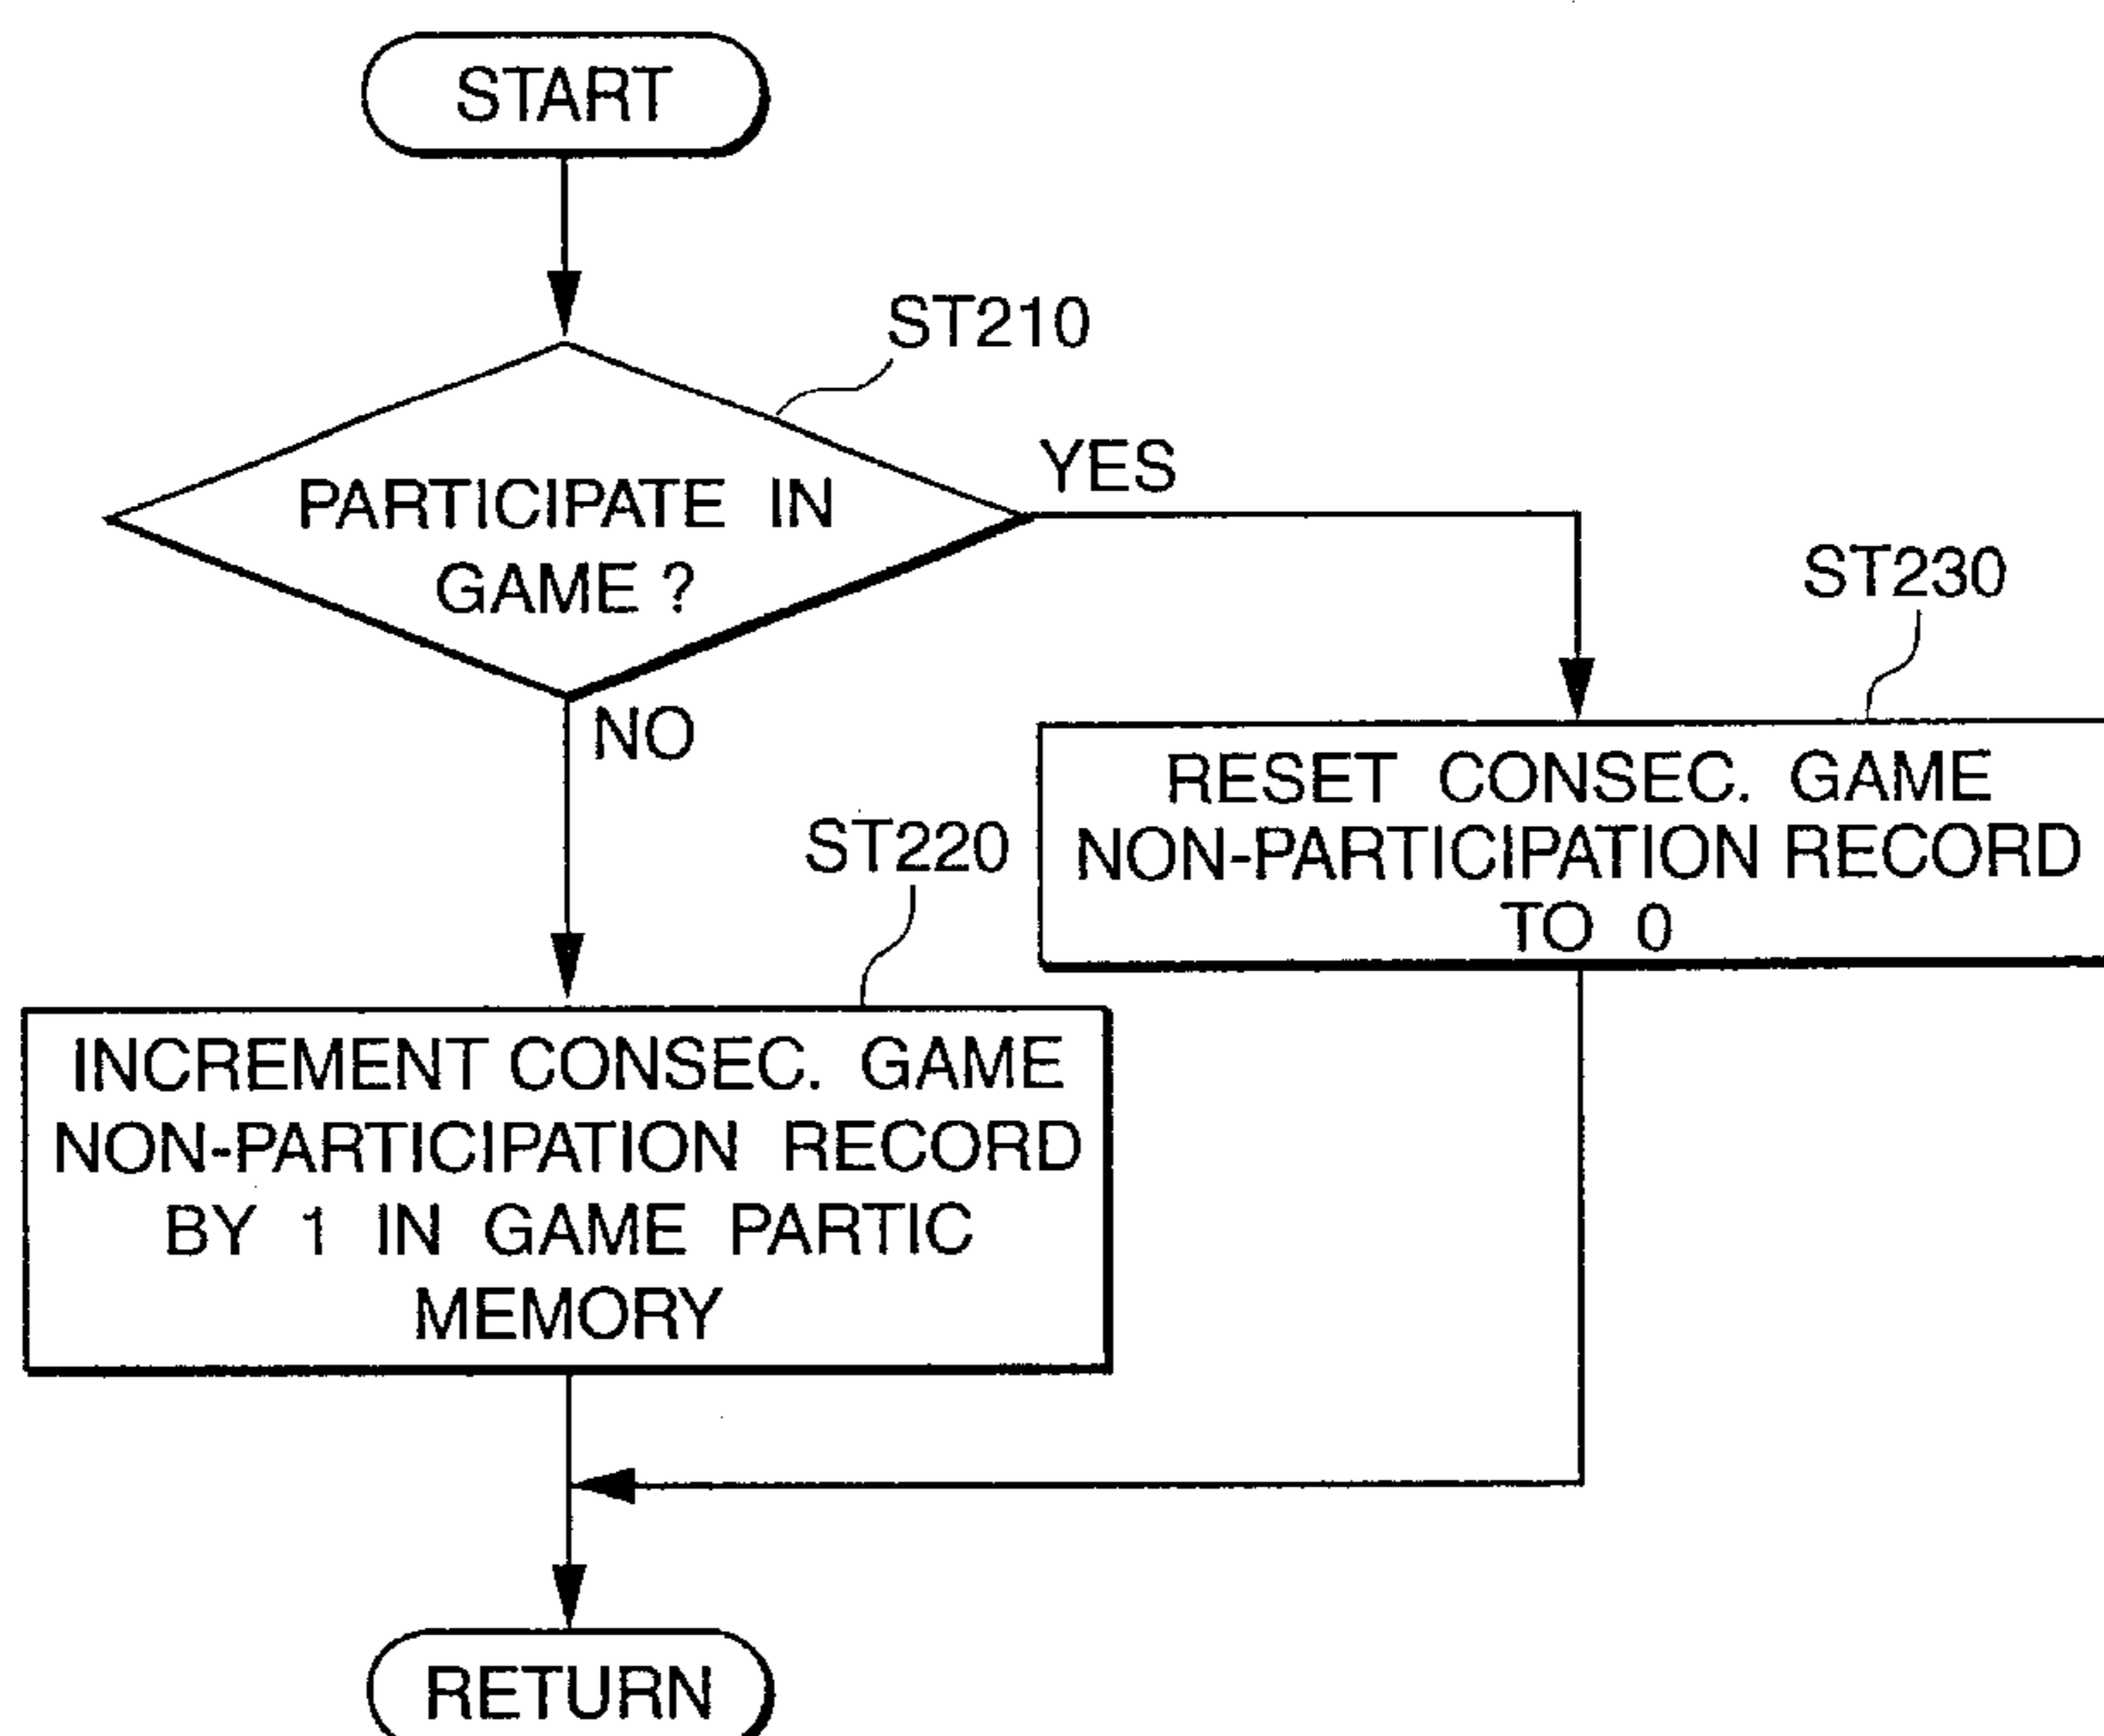 START
ST210
PARTICIPATE IN
GAME ?
YES
NO
ST230
RESET CONSEC. GAME
NON-PARTICIPATION RECORD
TO 0
ST220
INCREMENT CONSEC. GAME
NON-PARTICIPATION RECORD
BY 1 IN GAME PARTIC
MEMORY
RETURN